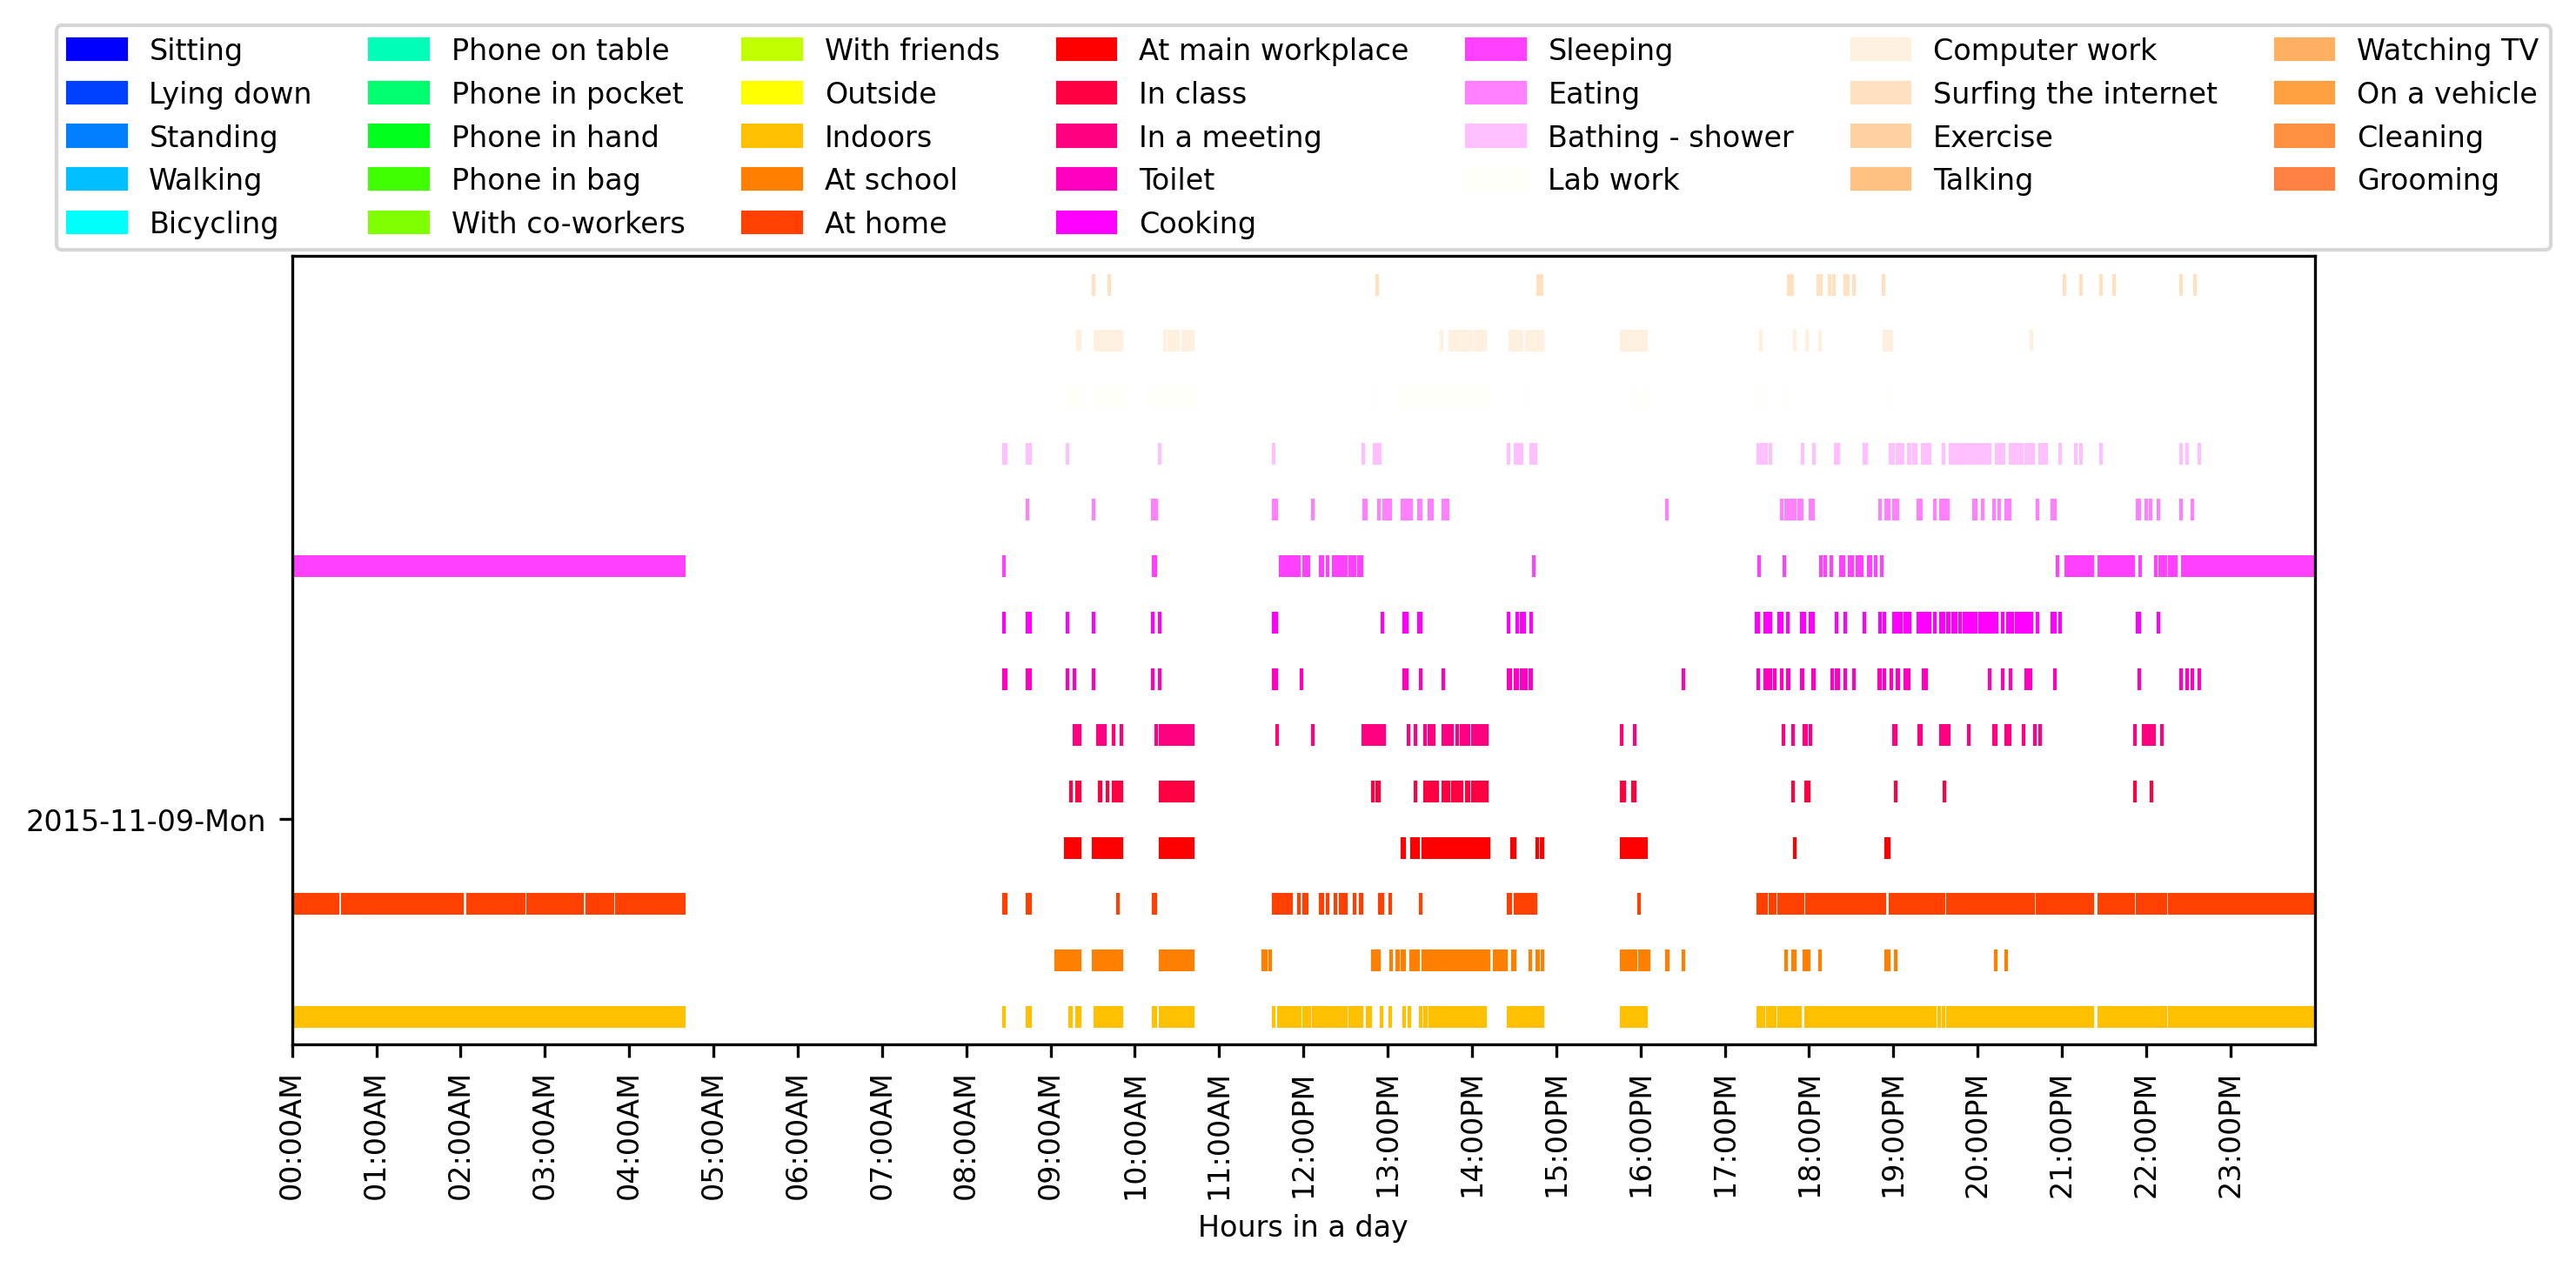 Sitting
Lying down
Standing
Walking
Bicycling
Phone on table
Phone in pocket
Phone in hand
Phone in bag
With co-workers
With friends
Outside
Indoors
At school
At home
At main workplace
In class
In a meeting
Toilet
Cooking
Sleeping
Eating
Bathing - shower
Lab work
Computer work
Surfing the internet
Exercise
Talking
Watching TV
On a vehicle
Cleaning
Grooming
2015-11-09-Mon
00:00AM
01:00AM
02:00AM
03:00AM
04:00AM
05:00AM
06:00AM
07:00AM
08:00AM
09:00AM
10:00AM
11:00AM
12:00PM
13:00PM
14:00PM
15:00PM
16:00PM
17:00PM
18:00PM
19:00PM
20:00PM
21:00PM
22:00PM
23:00PM
Hours in a day